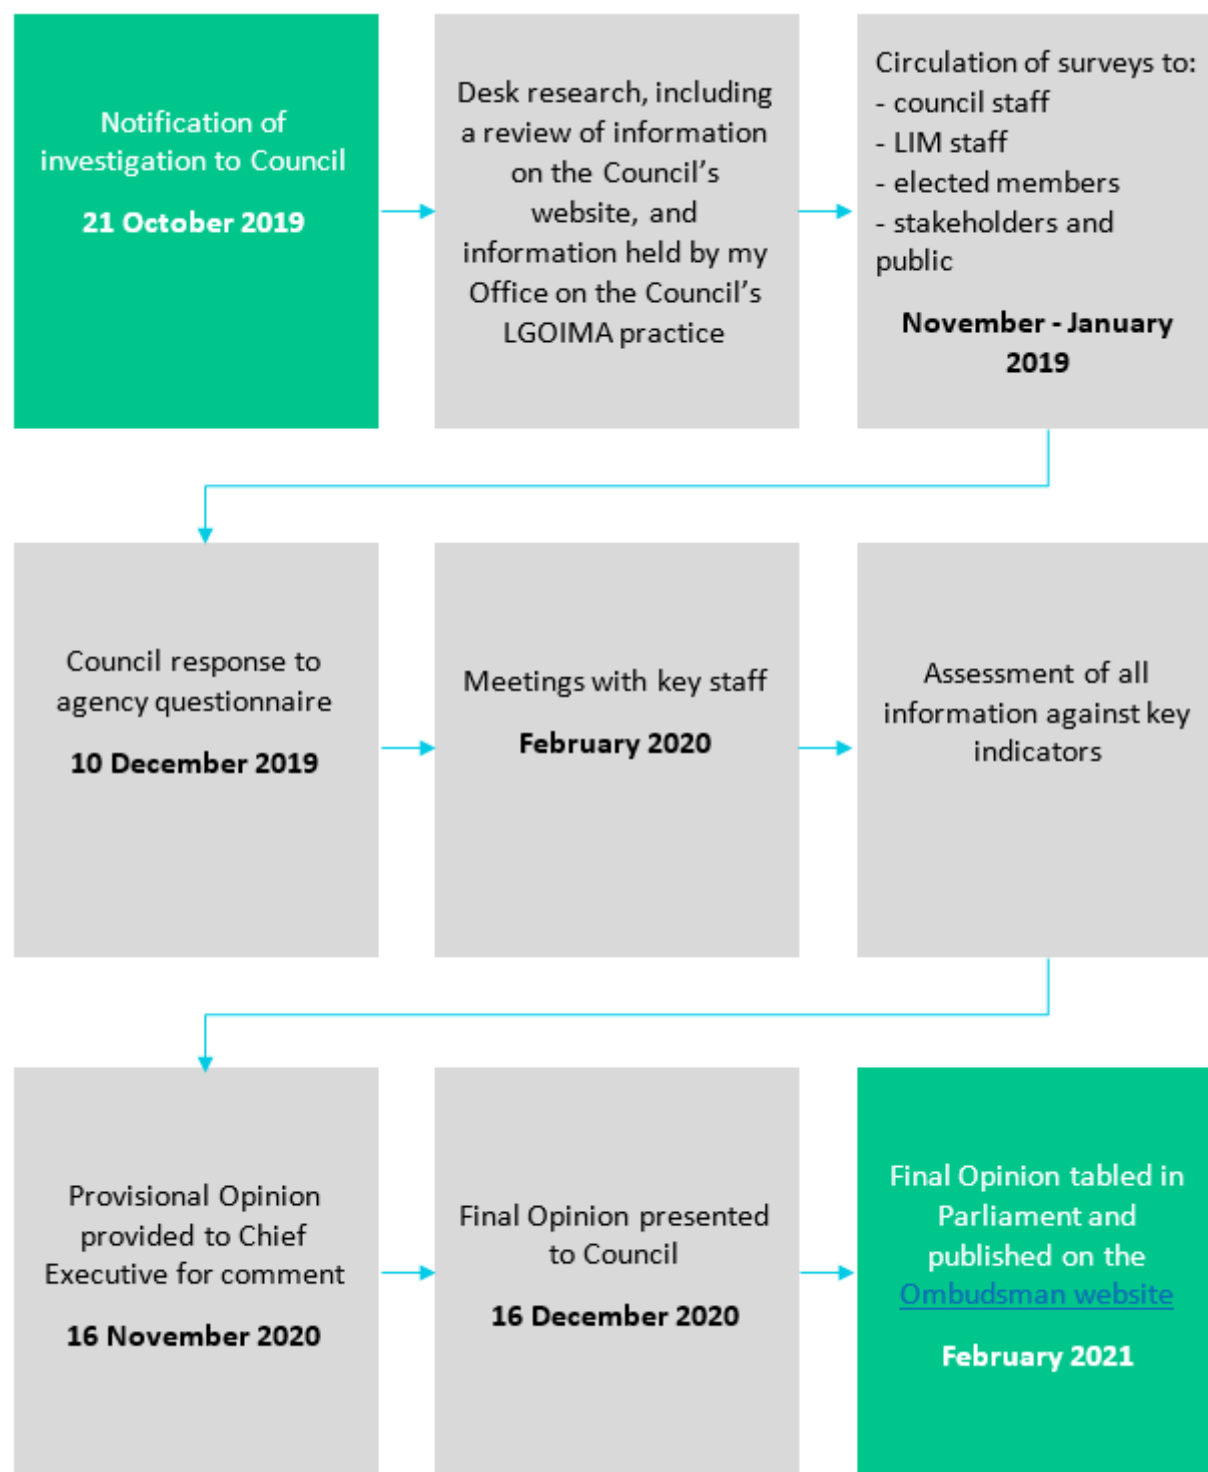 Notification of
investigation to Council
21 October 2019
Desk research, including
a review of information
on the Council's
website, and
information held by my
Office on the Council's
LGOIMA practice
Circulation of surveys to:
- council staff
- LIM staff
- elected members
- stakeholders and
public
November - January
2019
Council response to
agency questionnaire
10 December 2019
Meetings with key staff
February 2020
Assessment of all
information against key
indicators
Provisional Opinion
provided to Chief
Executive for comment
16 November 2020
Final Opinion presented
to Council
16 December 2020
Final Opinion tabled in
Parliament and
published on the
Ombudsman website
February 2021